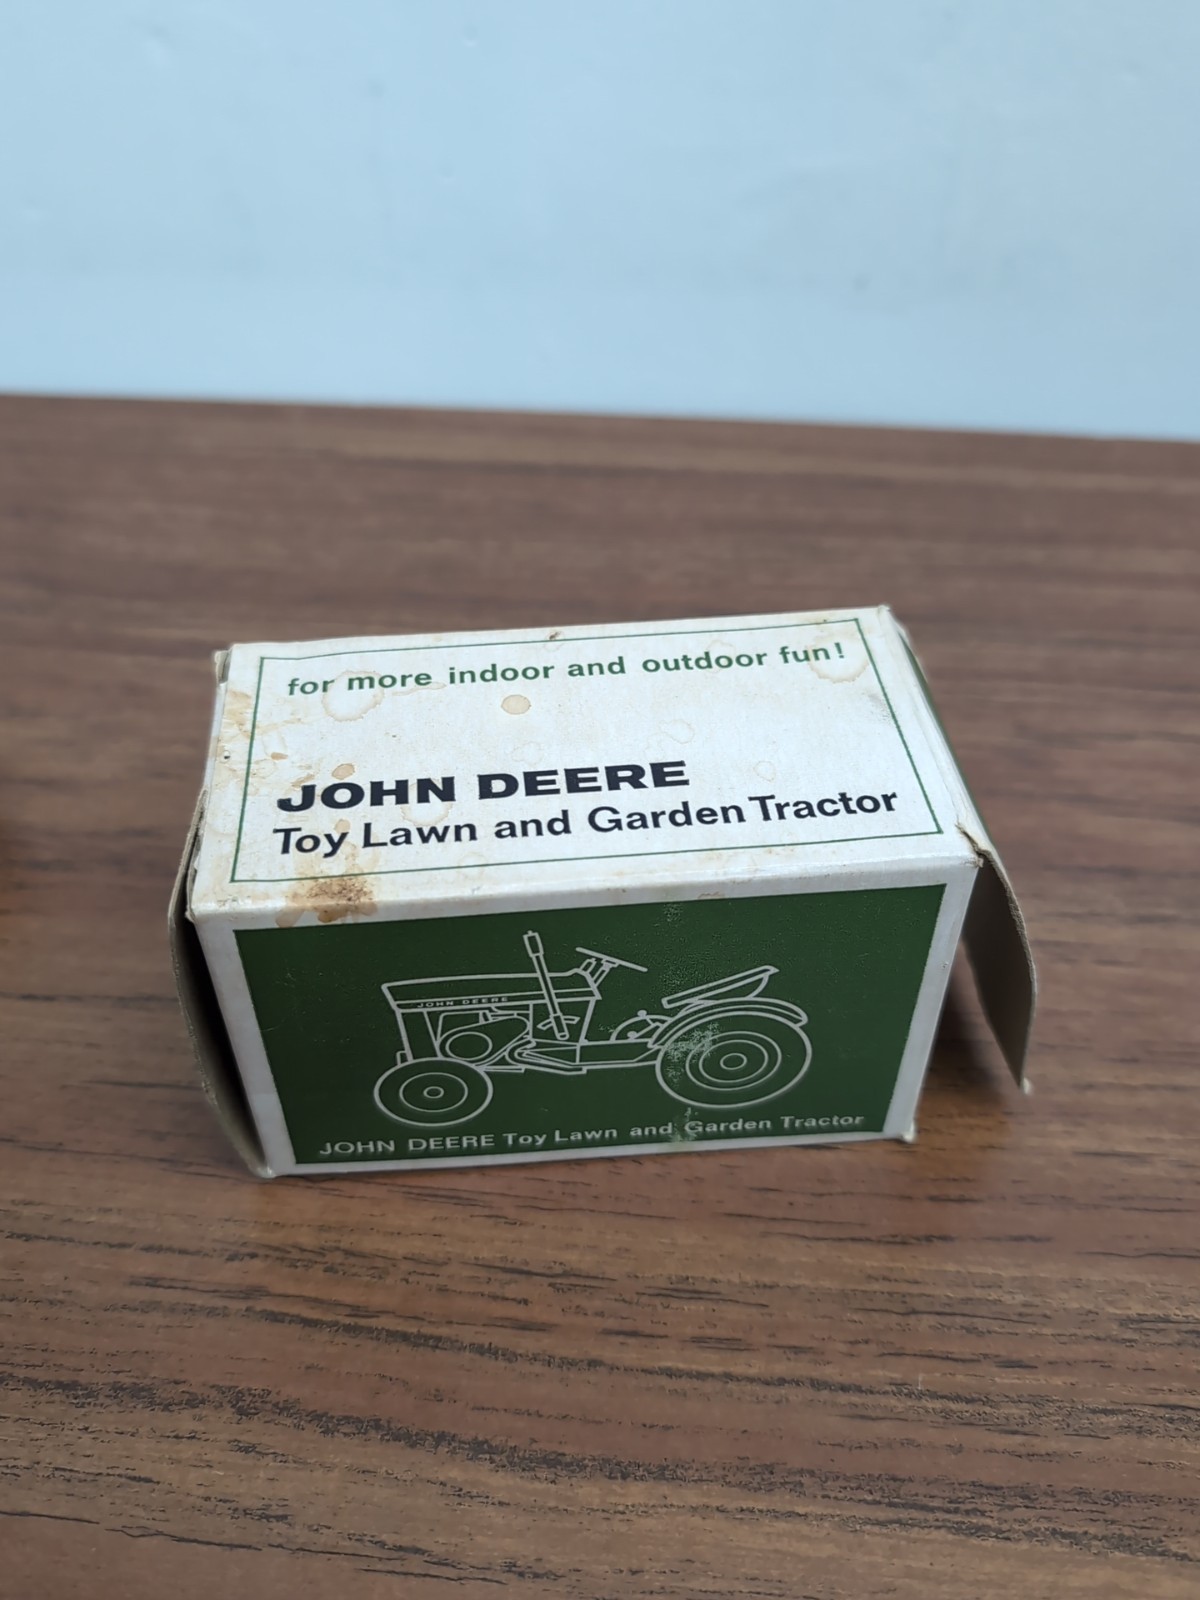 for more indoor and outdoor fun!
JOHN DEERE
Toy Lawn and Garden Tractor
JOHN DEERE
JOHN DEERE Toy Lawn and Garden Tractor